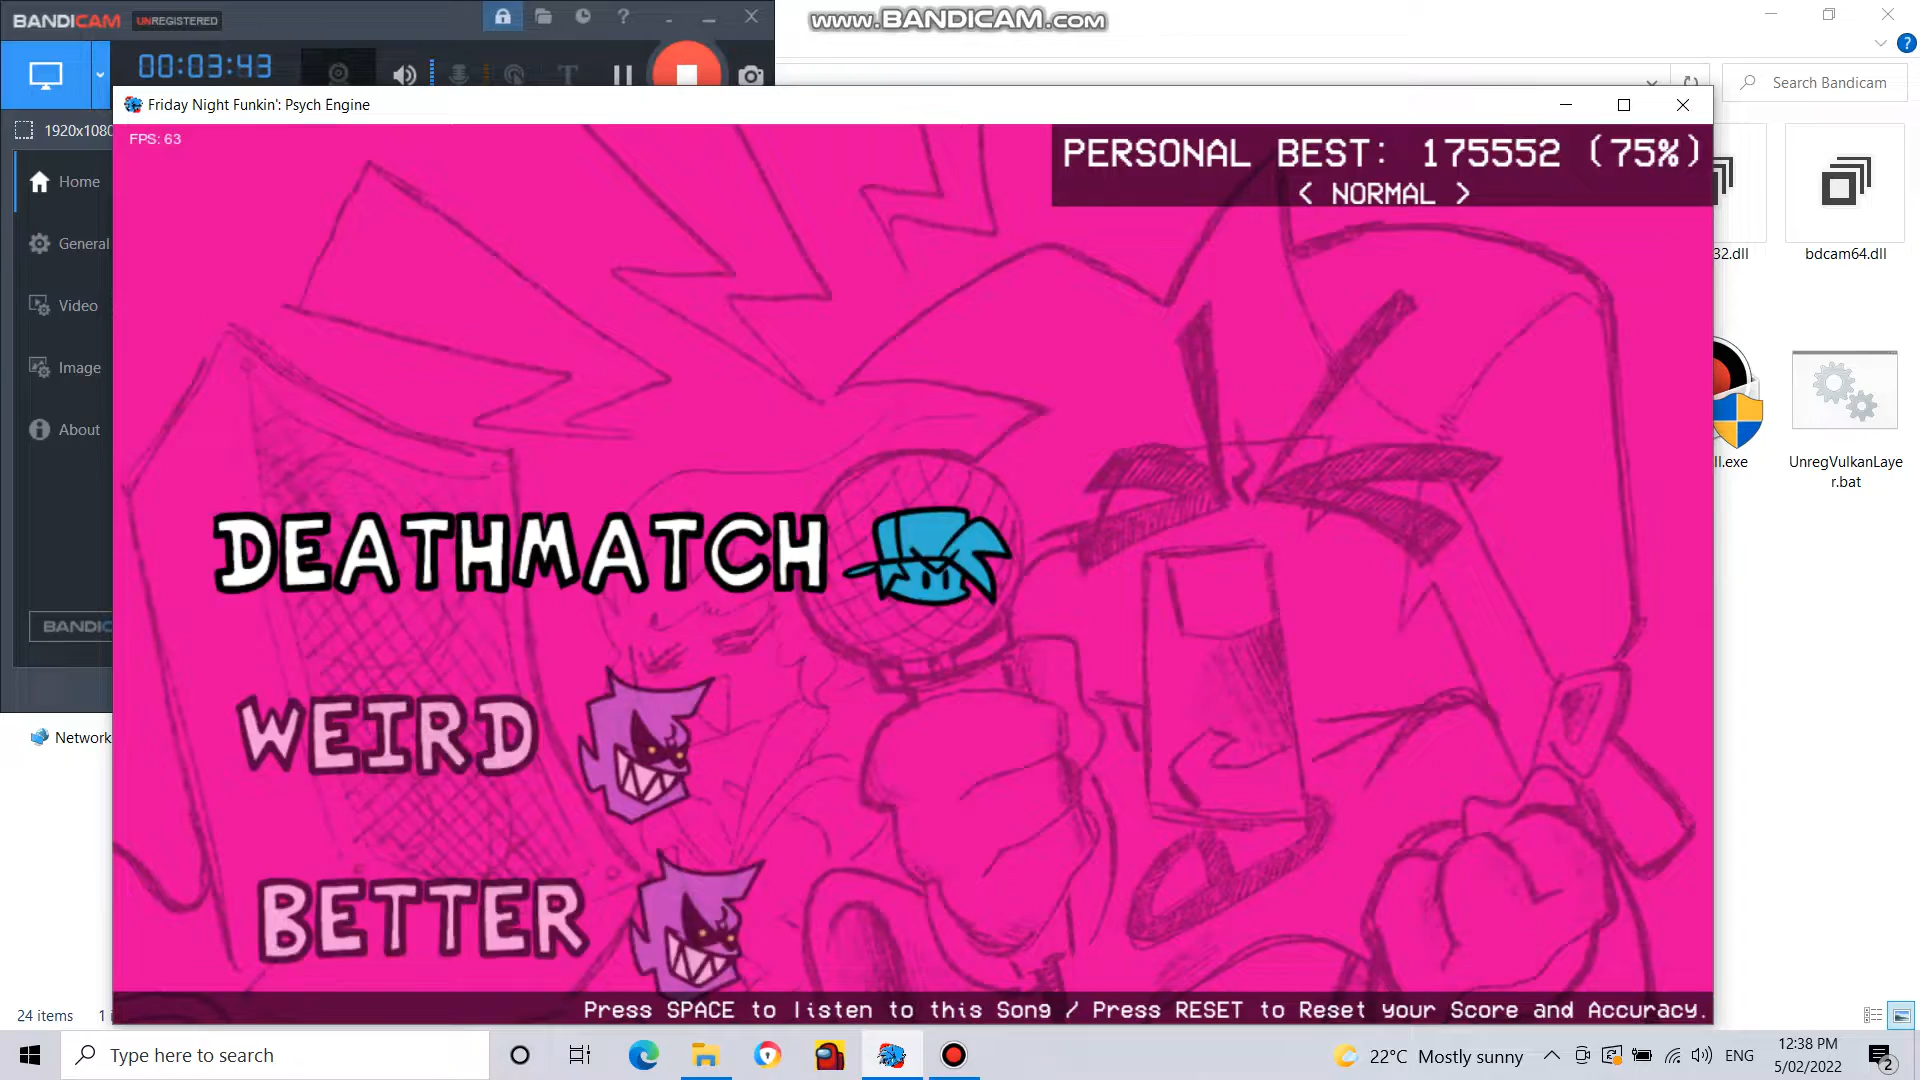 BANDICAM UNREGISTERED
?
www.BANDICAM.com
00:03:43
?
Search Bandicam
Friday Night Funkin': Psych Engine
1920x1080
FPS: 63
PERSONAL BEST: 175552 (75%)
< NORMAL >
Home
General
32.dll
bdcam64.dll
Video
Image
About
ll.exe
UnregVulkanLaye
r.bat
DEATHMATCH
BANDIC
WEIRD
Network
BETTER
Press SPACE to listen to this Song / Press RESET to Reset your Score and Accuracy.
24 items
1
Type here to search
22°C Mostly sunny
ENG
12:38 PM
5/02/2022
2